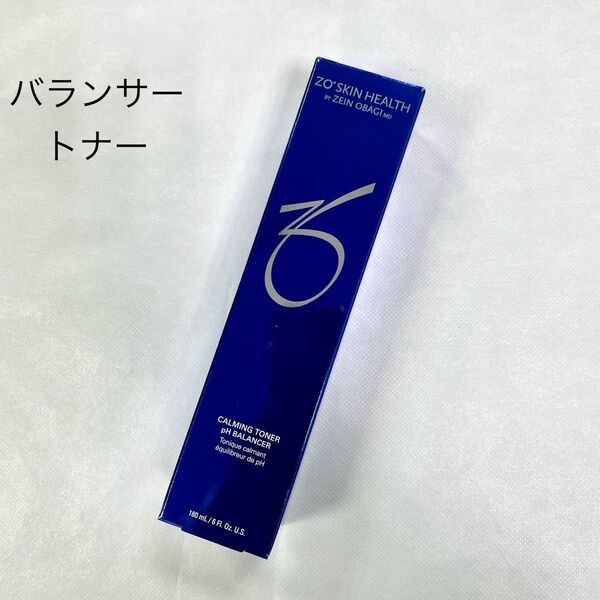 バランサー
トナー
ZO® SKIN HEALTH
BY ZEIN OBAGI MD
CALMING TONER
pH BALANCER
Tonique calmant
équilibreur de pH
180 mL / 6 Fl. Oz. U.S.